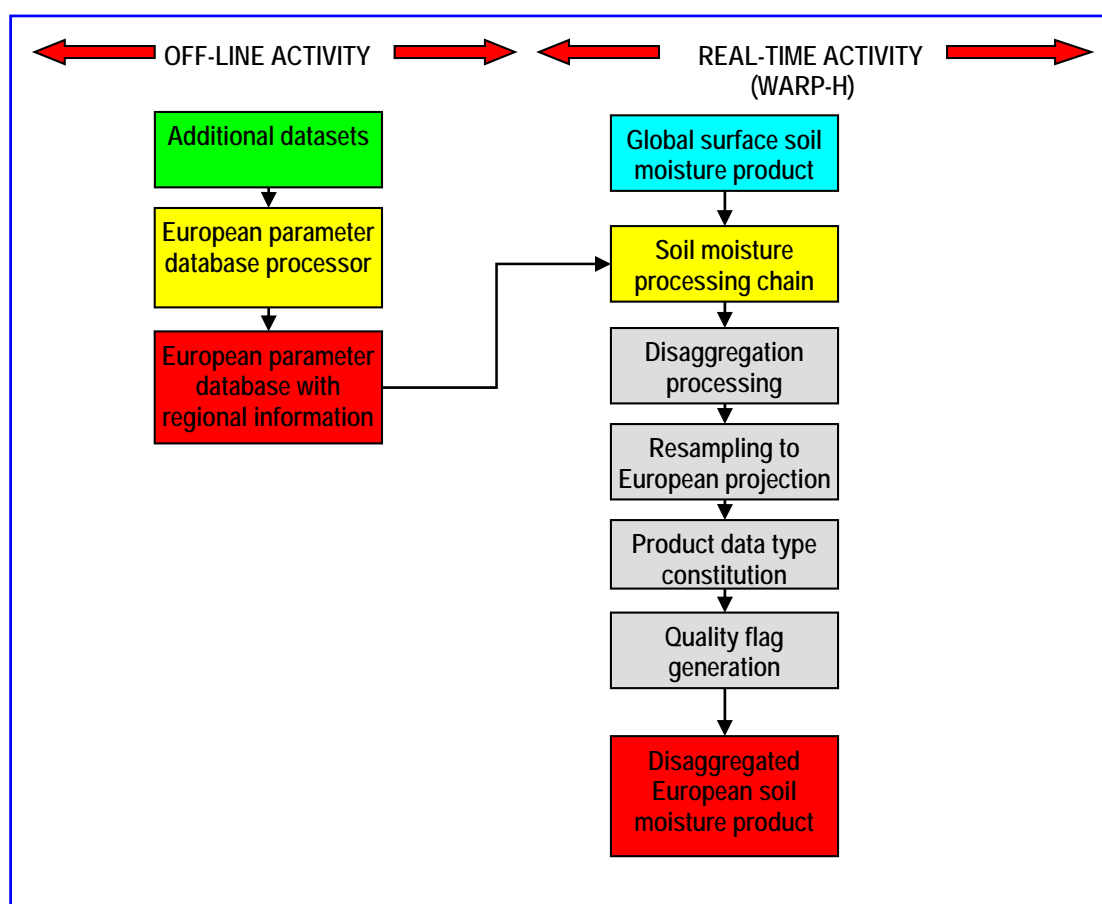 OFF-LINE ACTIVITY
REAL-TIME ACTIVITY
(WARP-H)
Additional datasets
European parameter
database processor
European parameter
database with
regional information
Global surface soil
moisture product
Soil moisture
processing chain
Disaggregation
processing
Resampling to
European projection
Product data type
constitution
Quality flag
generation
Disaggregated
European soil
moisture product